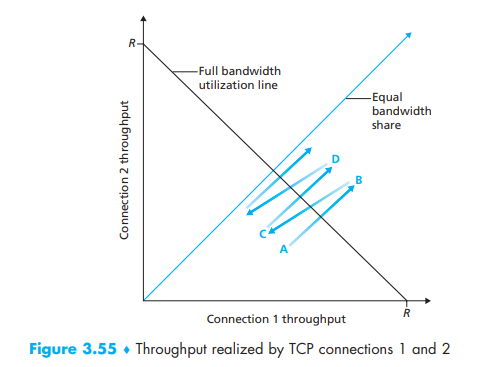 R
Full bandwidth
utilization line
Equal
bandwidth
share
D
B
C
A
Connection 2 throughput
R
Connection 1 throughput
Figure 3.55 ♦ Throughput realized by TCP connections 1 and 2